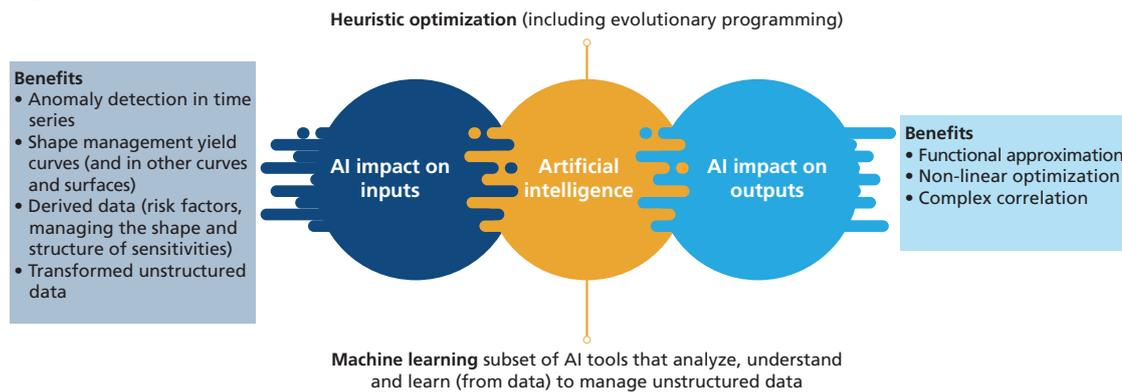 Heuristic optimization (including evolutionary programming)
Benefits
• Anomaly detection in time
series
• Shape management yield
curves (and in other curves
and surfaces)
• Derived data (risk factors,
managing the shape and
structure of sensitivities)
• Transformed unstructured
data
AI impact on
inputs
Artificial
intelligence
AI impact on
outputs
Benefits
• Functional approximation
• Non-linear optimization
• Complex correlation
Machine learning subset of AI tools that analyze, understand
and learn (from data) to manage unstructured data